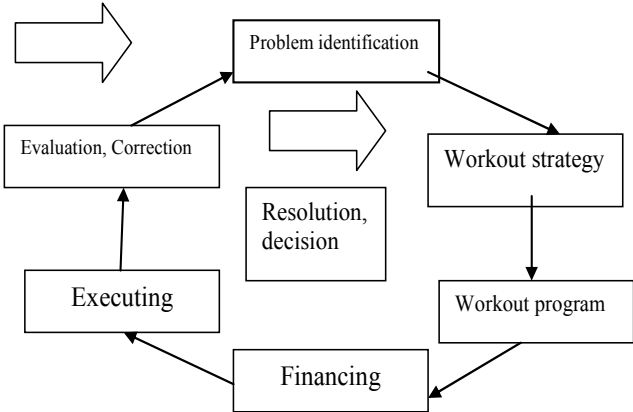 Problem identification
Evaluation, Correction
Workout strategy
Resolution,
decision
Executing
Workout program
Financing